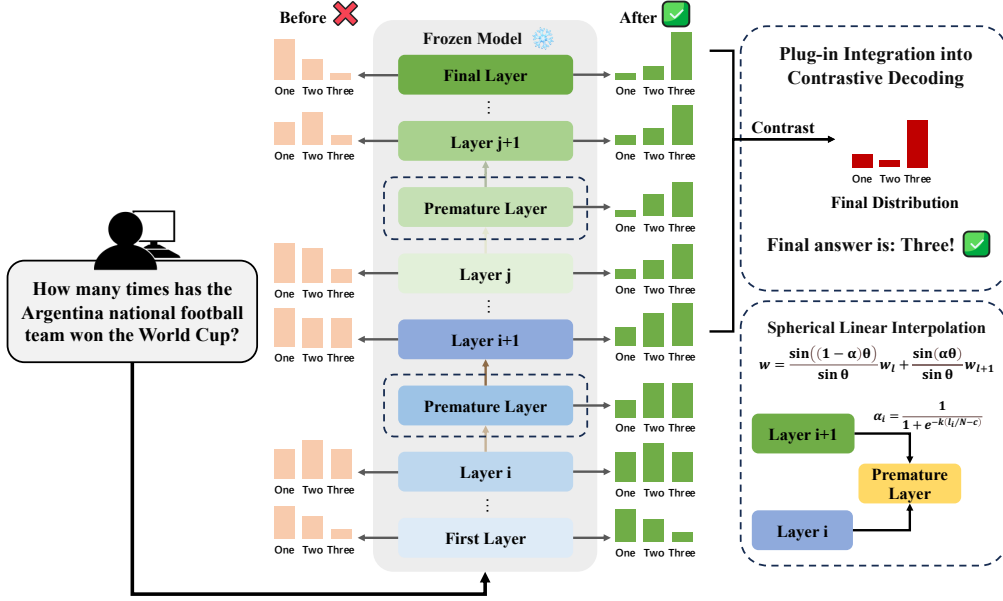 Before
After
Frozen Model
One Two Three
Final Layer
One Two Three
One Two Three
Layer j+1
One Two Three
Premature Layer
One Two Three
One Two Three
Layer j
One Two Three
One Two Three
Layer i+1
One Two Three
Premature Layer
One Two Three
One Two Three
Layer i
One Two Three
One Two Three
First Layer
One Two Three
How many times has the
Argentina national football
team won the World Cup?
Plug-in Integration into
Contrastive Decoding
Contrast
One Two Three
Final Distribution
Final answer is: Three!
Spherical Linear Interpolation
w = sin((1 − α)θ)/sin θ w_l + sin(αθ)/sin θ w_{l+1}
α_i = 1/(1 + e^{−k(l_i/N−c)})
Layer i+1
Premature
Layer
Layer i